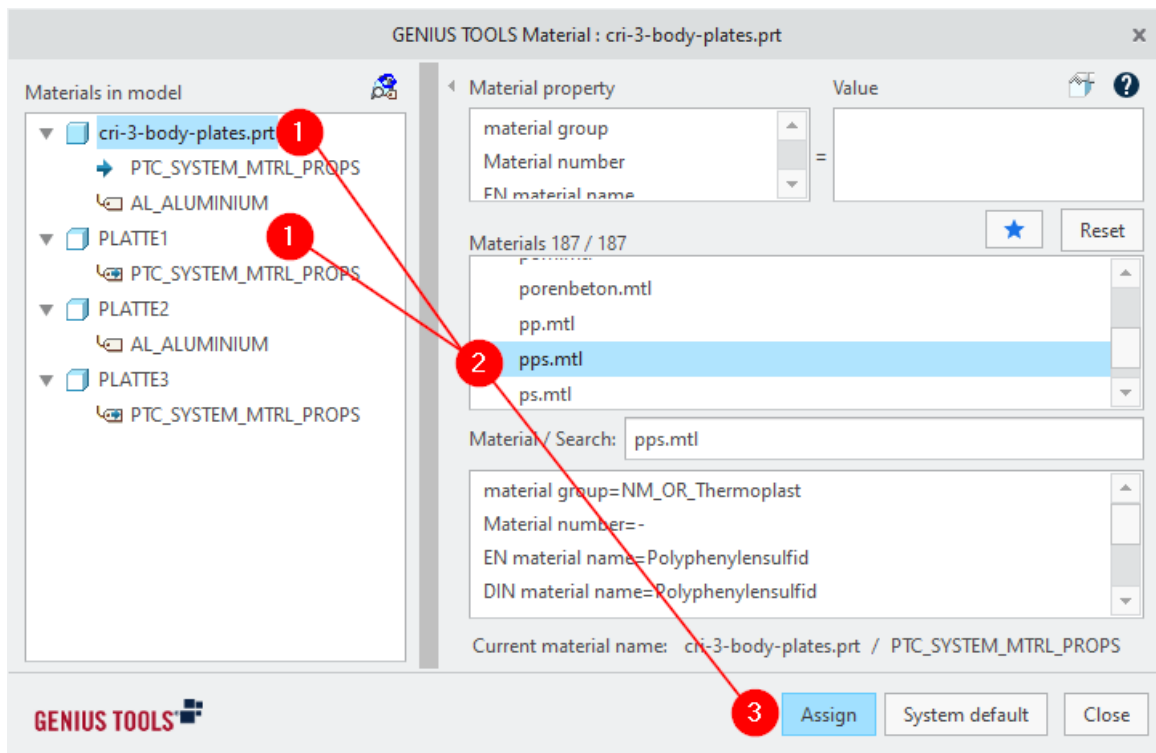 GENIUS TOOLS Material : cri-3-body-plates.prt
Materials in model
cri-3-body-plates.prt
1
PTC_SYSTEM_MTRL_PROPS
AL_ALUMINIUM
PLATTE1
1
PTC_SYSTEM_MTRL_PROPS
PLATTE2
AL_ALUMINIUM
PLATTE3
PTC_SYSTEM_MTRL_PROPS
Material property
Value
material group
Material number
EN material name
=
Reset
Materials 187 / 187
porenbeton.mtl
pp.mtl
2
pps.mtl
ps.mtl
Material / Search: pps.mtl
material group=NM_OR_Thermoplast
Material number=-
EN material name=Polyphenylensulfid
DIN material name=Polyphenylensulfid
Current material name: cri-3-body-plates.prt / PTC_SYSTEM_MTRL_PROPS
GENIUS TOOLS
3
Assign
System default
Close